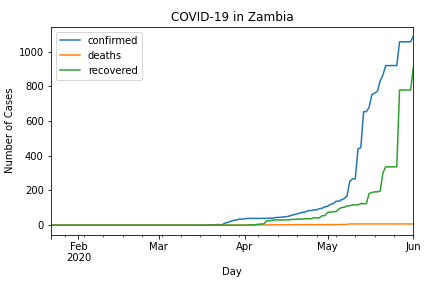 COVID-19 in Zambia
confirmed
deaths
recovered
Number of Cases
1000
800
600
400
200
0
Feb
2020
Mar
Apr
May
Jun
Day